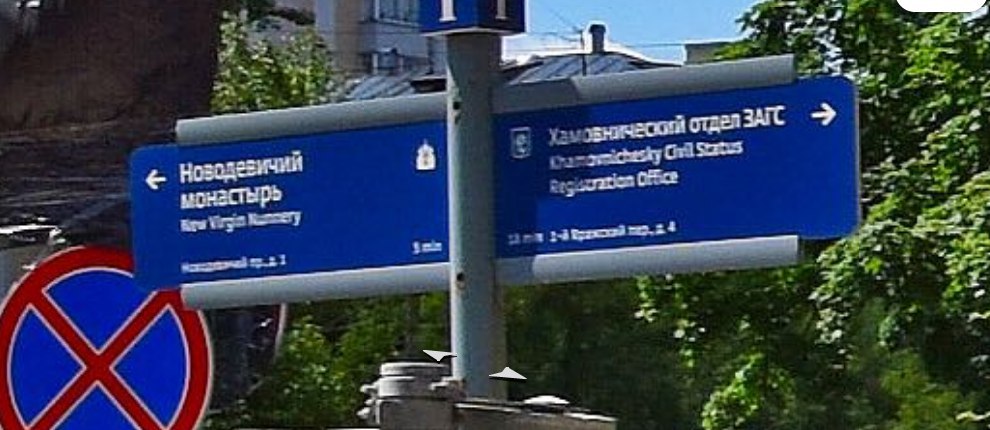 ← Новодевичий
монастырь
New Virgin Nunnery
Новодевичий пр., д. 1
5 min
Хамовнический отдел ЗАГС →
Khamovnichesky Civil Status
Registration Office
min 2-й Вражский пер., д. 4